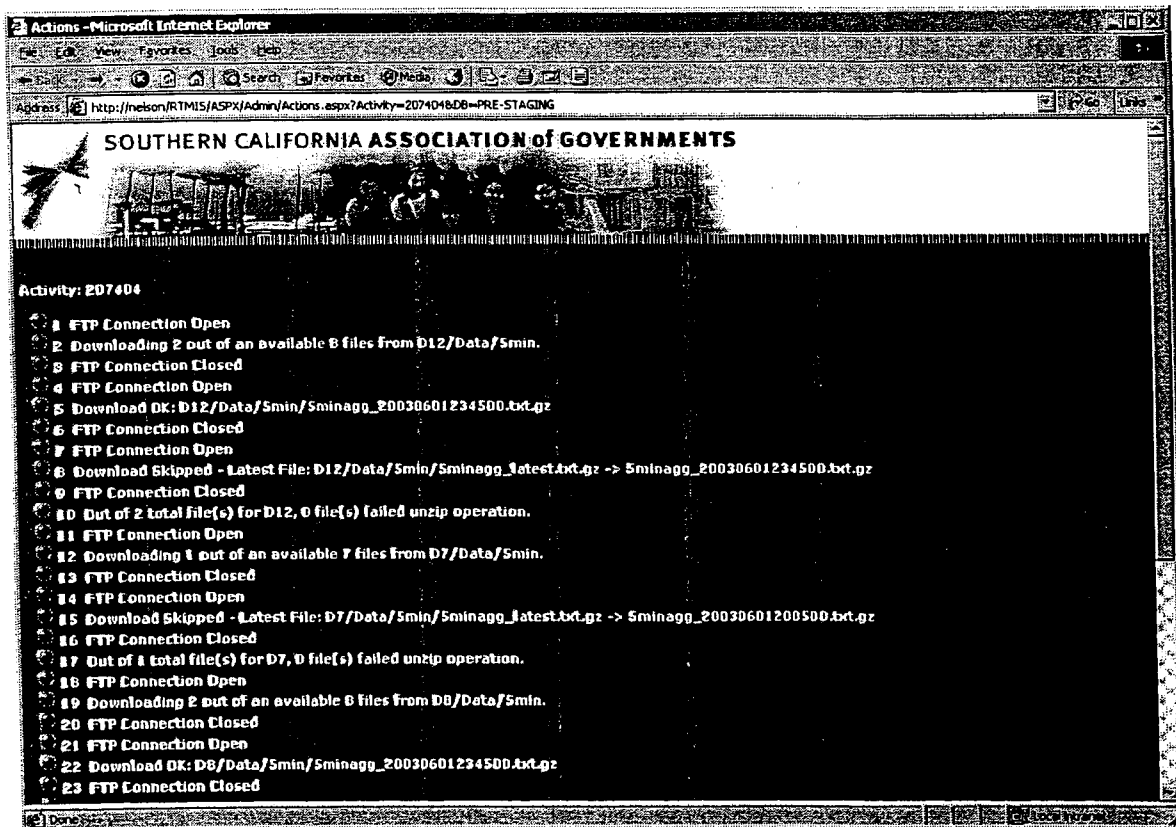 Actions - Microsoft Internet Explorer
File Edit View Favorites Tools Help
Back Search Favorites Media
Address http://nelson/RTMIS/ASPX/Admin/Actions.aspx?Activity=207404&DB=PRE-STAGING Go Links
SOUTHERN CALIFORNIA ASSOCIATION of GOVERNMENTS
Activity: 207404
1 FTP Connection Open
2 Downloading 2 out of an available 8 files from D12/Data/5min.
3 FTP Connection Closed
4 FTP Connection Open
5 Download OK: D12/Data/5min/5minagg_20030601234500.txt.gz
6 FTP Connection Closed
7 FTP Connection Open
8 Download Skipped - Latest File: D12/Data/5min/5minagg_latest.txt.gz -> 5minagg_20030601234500.txt.gz
9 FTP Connection Closed
10 Out of 2 total file(s) for D12, 0 file(s) failed unzip operation.
11 FTP Connection Open
12 Downloading 1 out of an available 7 files from D7/Data/5min.
13 FTP Connection Closed
14 FTP Connection Open
15 Download Skipped - Latest File: D7/Data/5min/5minagg_latest.txt.gz -> 5minagg_20030601200500.txt.gz
16 FTP Connection Closed
17 Out of 1 total file(s) for D7, 0 file(s) failed unzip operation.
18 FTP Connection Open
19 Downloading 2 out of an available 8 files from D8/Data/5min.
20 FTP Connection Closed
21 FTP Connection Open
22 Download OK: D8/Data/5min/5minagg_20030601234500.txt.gz
23 FTP Connection Closed
Done Local intranet